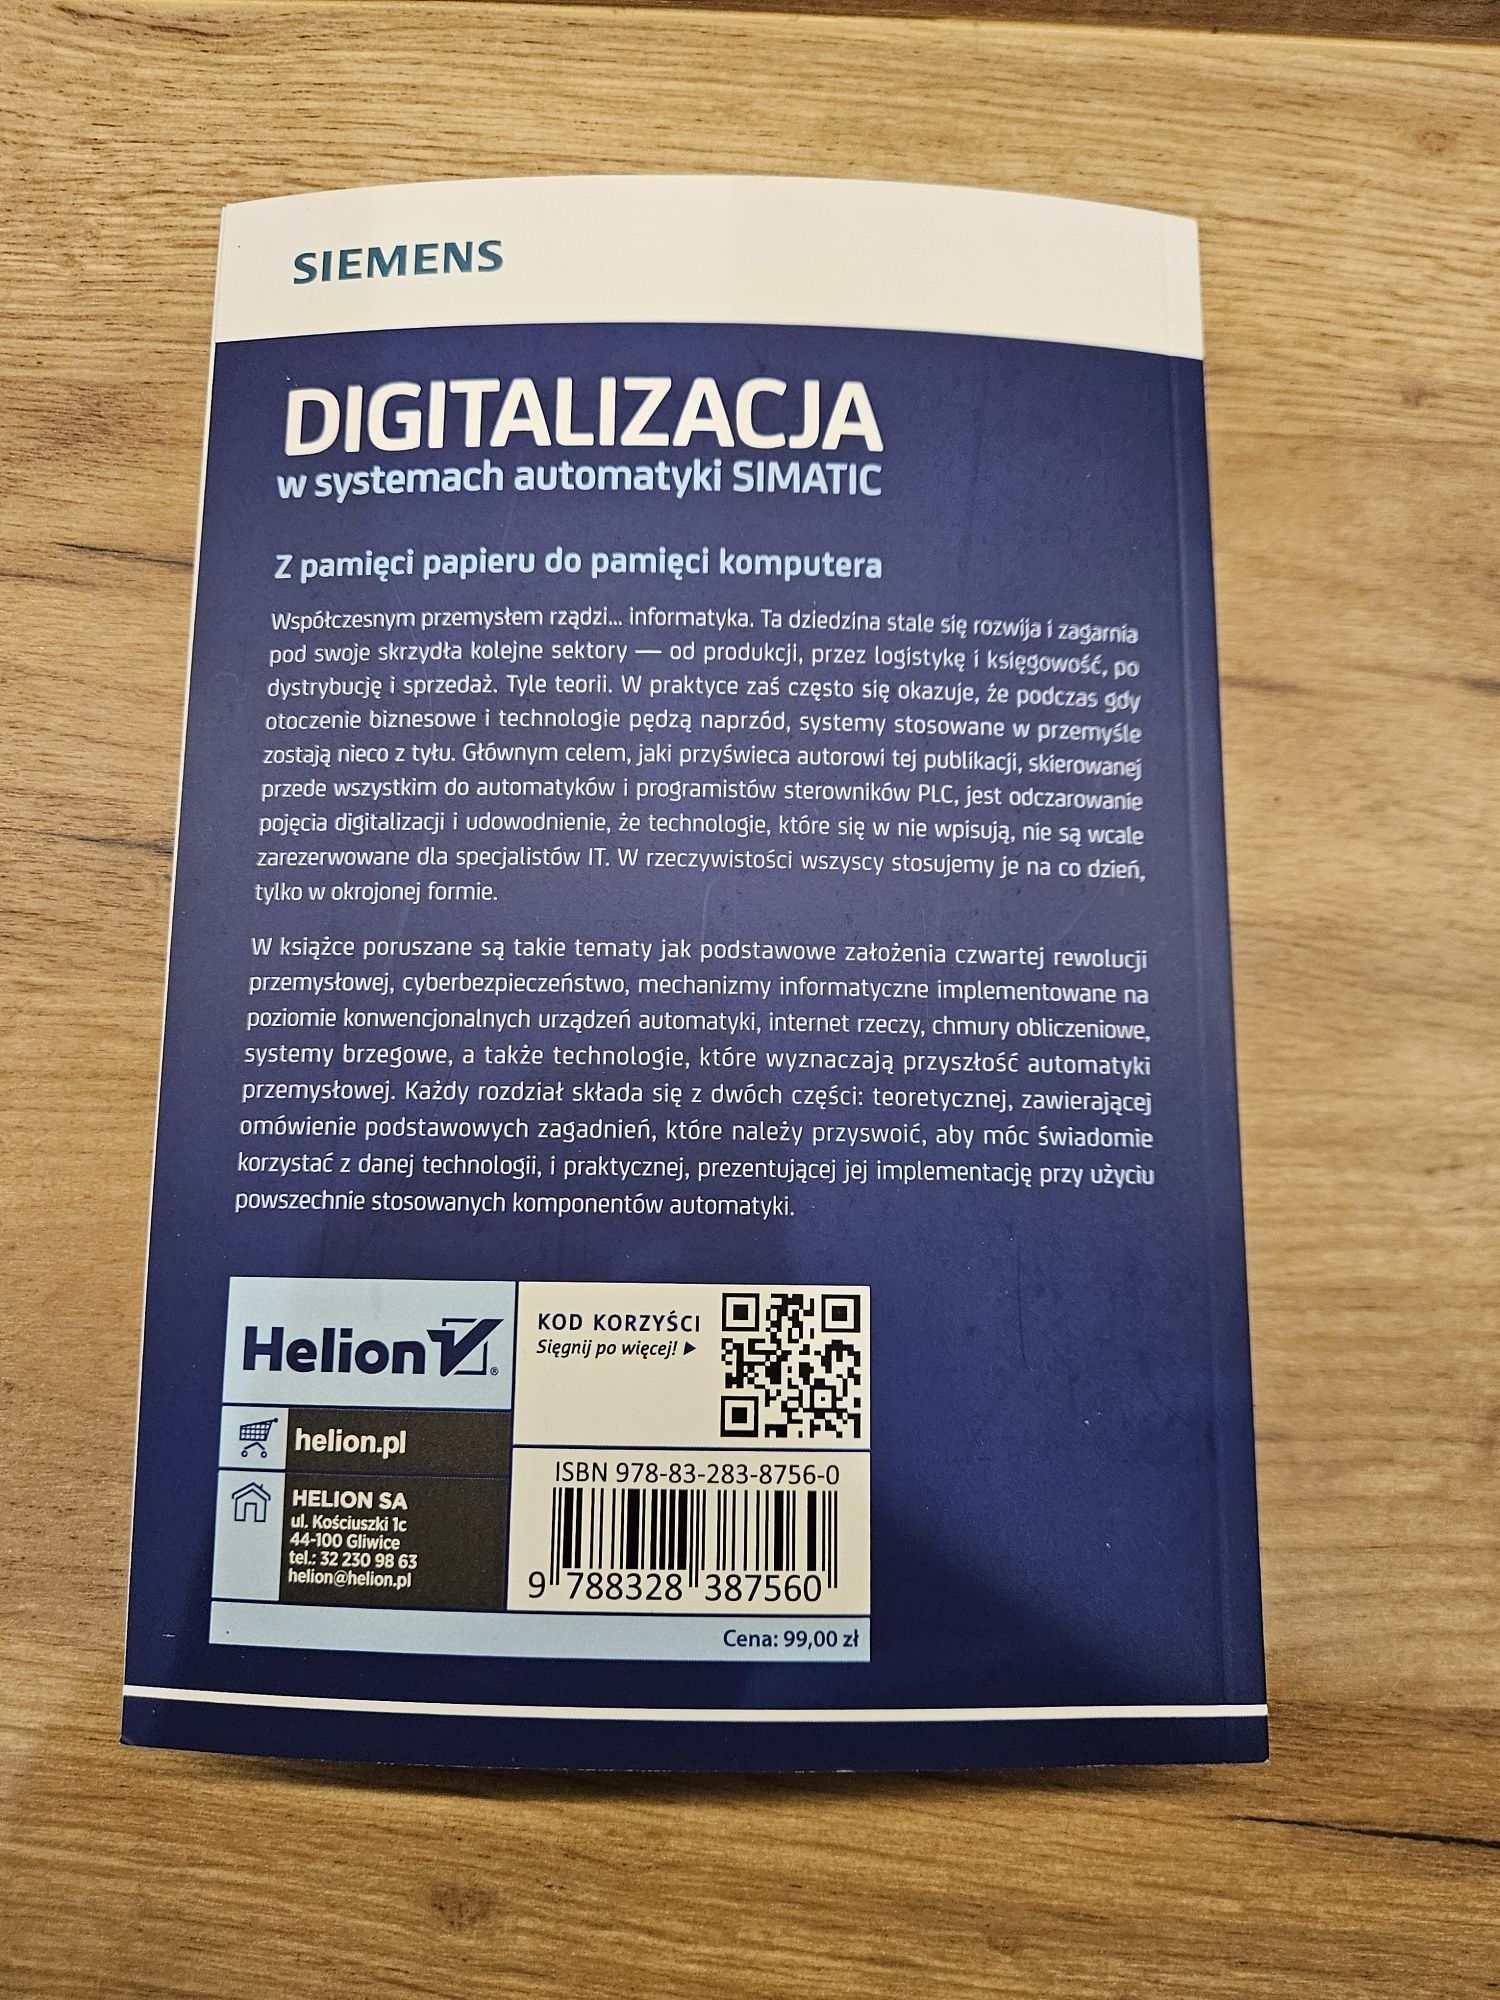 SIEMENS
DIGITALIZACJA
w systemach automatyki SIMATIC
Z pamięci papieru do pamięci komputera
Współczesnym przemysłem rządzi... informatyka. Ta dziedzina stale się rozwija i zagarnia
pod swoje skrzydła kolejne sektory — od produkcji, przez logistykę i księgowość, po
dystrybucję i sprzedaż. Tyle teorii. W praktyce zaś często się okazuje, że podczas gdy
otoczenie biznesowe i technologie pędzą naprzód, systemy stosowane w przemyśle
zostają nieco z tyłu. Głównym celem, jaki przyświeca autorowi tej publikacji, skierowanej
przede wszystkim do automatyków i programistów sterowników PLC, jest odczarowanie
pojęcia digitalizacji i udowodnienie, że technologie, które się w nie wpisują, nie są wcale
zarezerwowane dla specjalistów IT. W rzeczywistości wszyscy stosujemy je na co dzień,
tylko w okrojonej formie.
W książce poruszane są takie tematy jak podstawowe założenia czwartej rewolucji
przemysłowej, cyberbezpieczeństwo, mechanizmy informatyczne implementowane na
poziomie konwencjonalnych urządzeń automatyki, internet rzeczy, chmury obliczeniowe,
systemy brzegowe, a także technologie, które wyznaczają przyszłość automatyki
przemysłowej. Każdy rozdział składa się z dwóch części: teoretycznej, zawierającej
omówienie podstawowych zagadnień, które należy przyswoić, aby móc świadomie
korzystać z danej technologii, i praktycznej, prezentującej jej implementację przy użyciu
powszechnie stosowanych komponentów automatyki.
Helion®
KOD KORZYŚCI
Sięgnij po więcej! ▶
helion.pl
HELION SA
ul. Kościuszki 1c
44-100 Gliwice
tel.: 32 230 98 63
helion@helion.pl
ISBN 978-83-283-8756-0
9 788328 387560
Cena: 99,00 zł